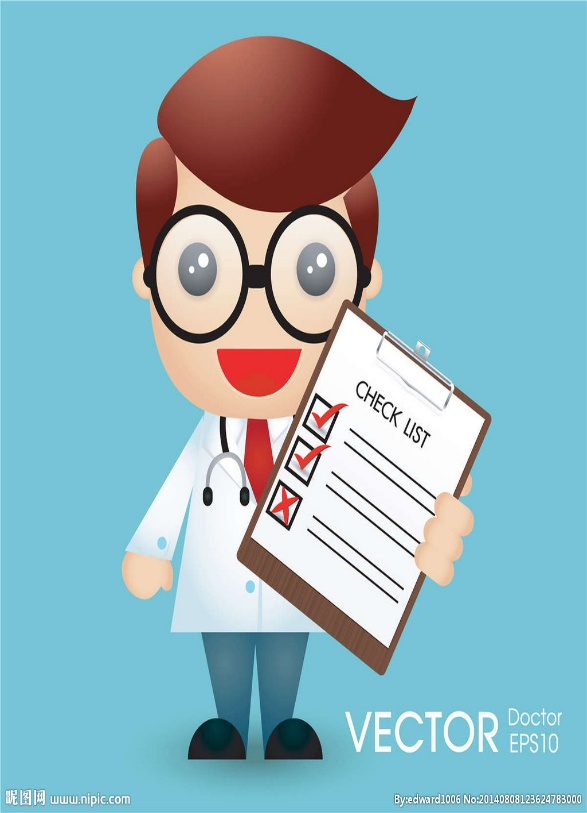 CHECK LIST
VECTOR
Doctor
EPS10
昵图网 www.nipic.com
By:edward1006 No:20140808123624783000